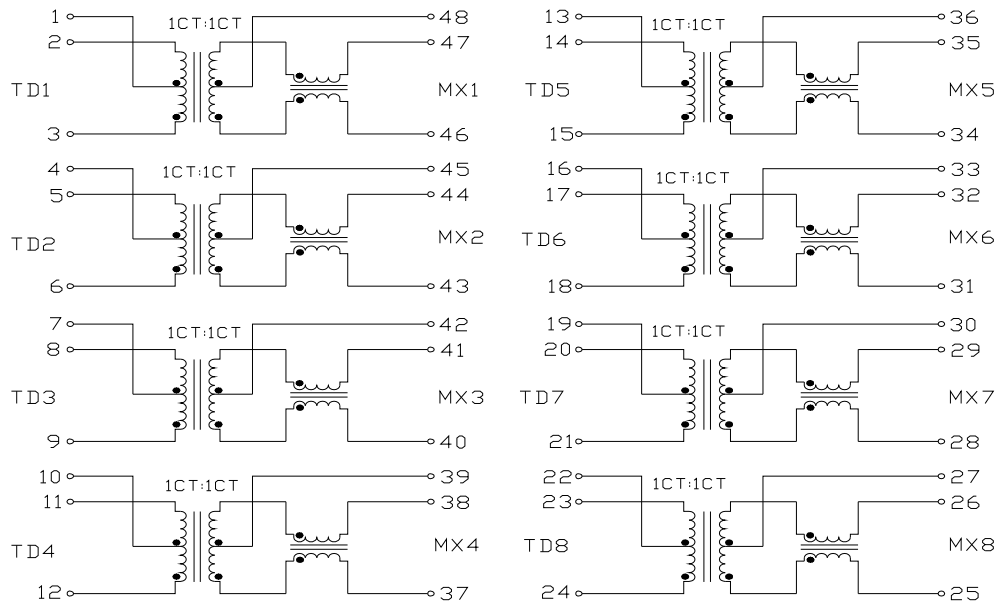 1 1CT:1CT 48
2 47
TD1 MX1
3 46
4 1CT:1CT 45
5 44
TD2 MX2
6 43
7 1CT:1CT 42
8 41
TD3 MX3
9 40
10 1CT:1CT 39
11 38
TD4 MX4
12 37
13 1CT:1CT 36
14 35
TD5 MX5
15 34
16 1CT:1CT 33
17 32
TD6 MX6
18 31
19 1CT:1CT 30
20 29
TD7 MX7
21 28
22 1CT:1CT 27
23 26
TD8 MX8
24 25